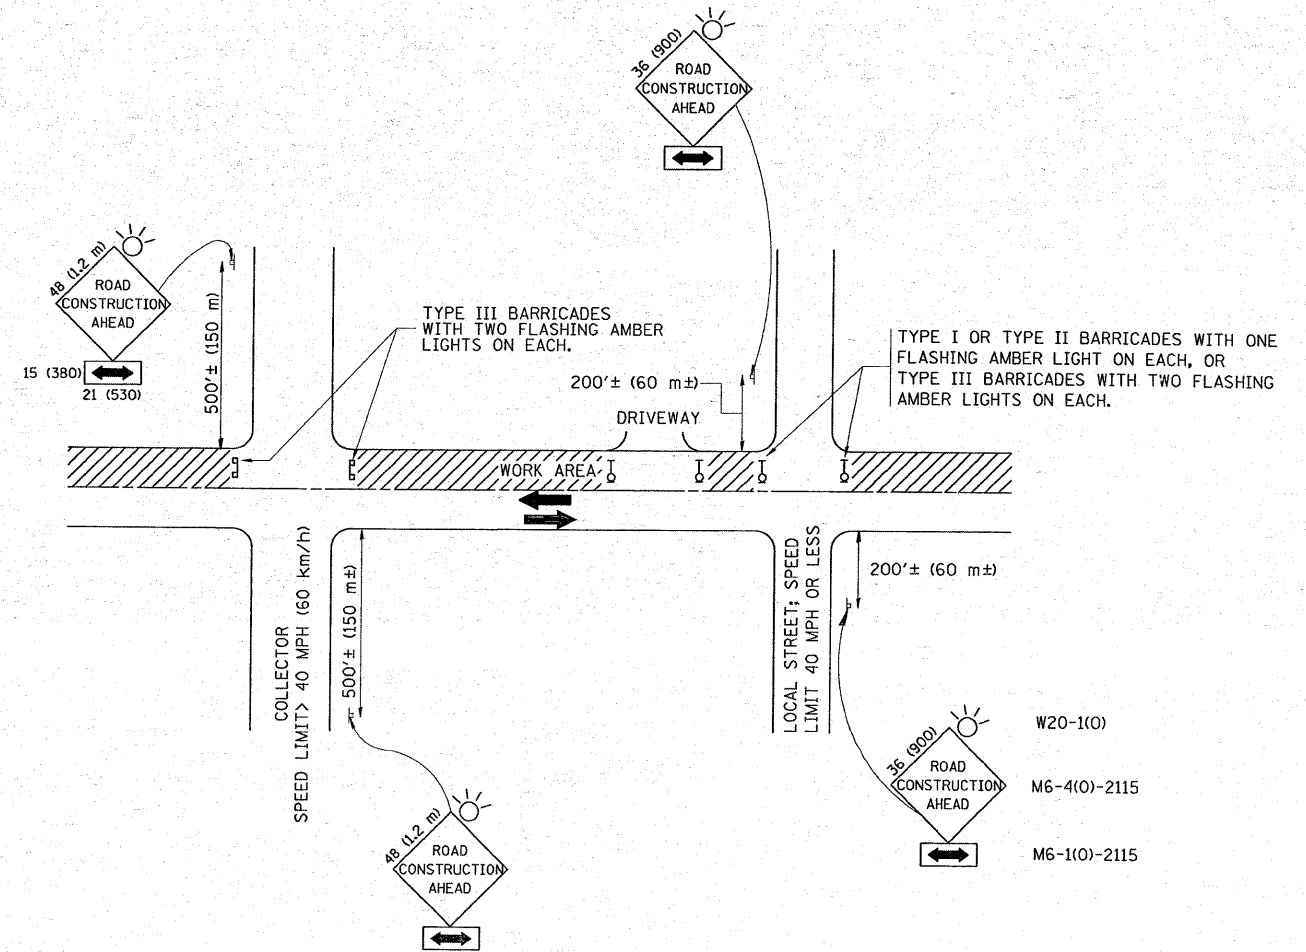 36 (900)
ROAD
CONSTRUCTION
AHEAD
48 (1.2 m)
ROAD
CONSTRUCTION
AHEAD
15 (380)
21 (530)
500'± (150 m)
TYPE III BARRICADES
WITH TWO FLASHING AMBER
LIGHTS ON EACH.
200'± (60 m±)
DRIVEWAY
TYPE I OR TYPE II BARRICADES WITH ONE
FLASHING AMBER LIGHT ON EACH, OR
TYPE III BARRICADES WITH TWO FLASHING
AMBER LIGHTS ON EACH.
WORK AREA
COLLECTOR
SPEED LIMIT> 40 MPH (60 km/h)
500'± (150 m±)
LOCAL STREET; SPEED
LIMIT 40 MPH OR LESS
200'± (60 m±)
36 (900)
ROAD
CONSTRUCTION
AHEAD
W20-1(O)
M6-4(O)-2115
M6-1(O)-2115
48 (1.2 m)
ROAD
CONSTRUCTION
AHEAD